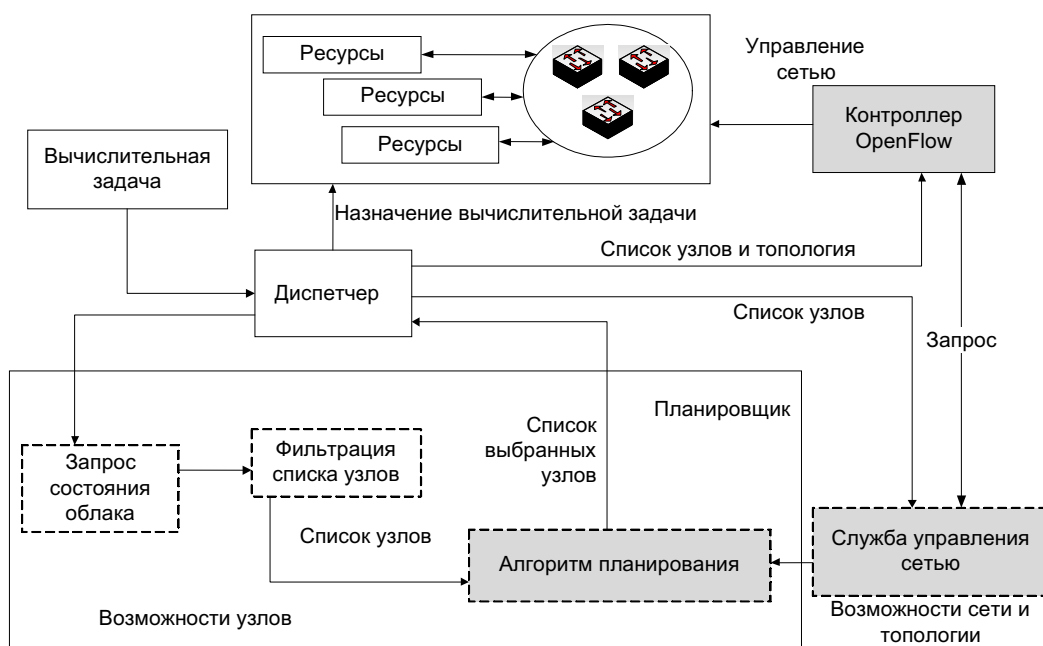 Ресурсы
Ресурсы
Ресурсы
Управление
сетью
Контроллер
OpenFlow
Вычислительная
задача
Назначение вычислительной задачи
Список узлов и топология
Диспетчер
Список узлов
Запрос
Планировщик
Список
выбранных
узлов
Запрос
состояния
облака
Фильтрация
списка узлов
Список узлов
Алгоритм планирования
Служба управления
сетью
Возможности узлов
Возможности сети и
топологии